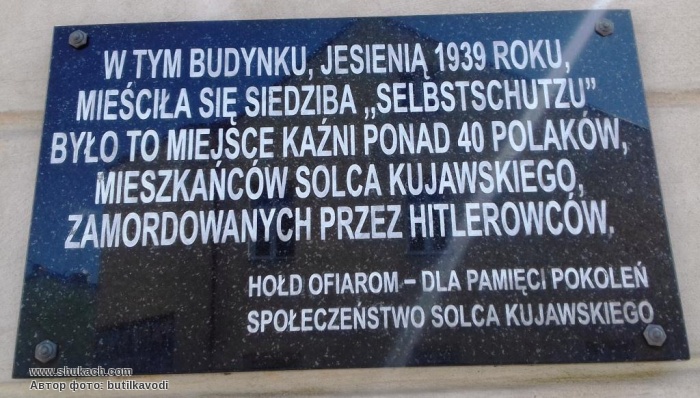 W TYM BUDYNKU, JESIENIĄ 1939 ROKU,
MIEŚCIŁA SIĘ SIEDZIBA „SELBSTSCHUTZU”
BYŁO TO MIEJSCE KAŹNI PONAD 40 POLAKÓW,
MIESZKAŃCÓW SOLCA KUJAWSKIEGO,
ZAMORDOWANYCH PRZEZ HITLEROWCÓW.
HOŁD OFIAROM – DLA PAMIĘCI POKOLEŃ
SPOŁECZEŃSTWO SOLCA KUJAWSKIEGO
www.shukach.com
Автор фото: butilkavodi